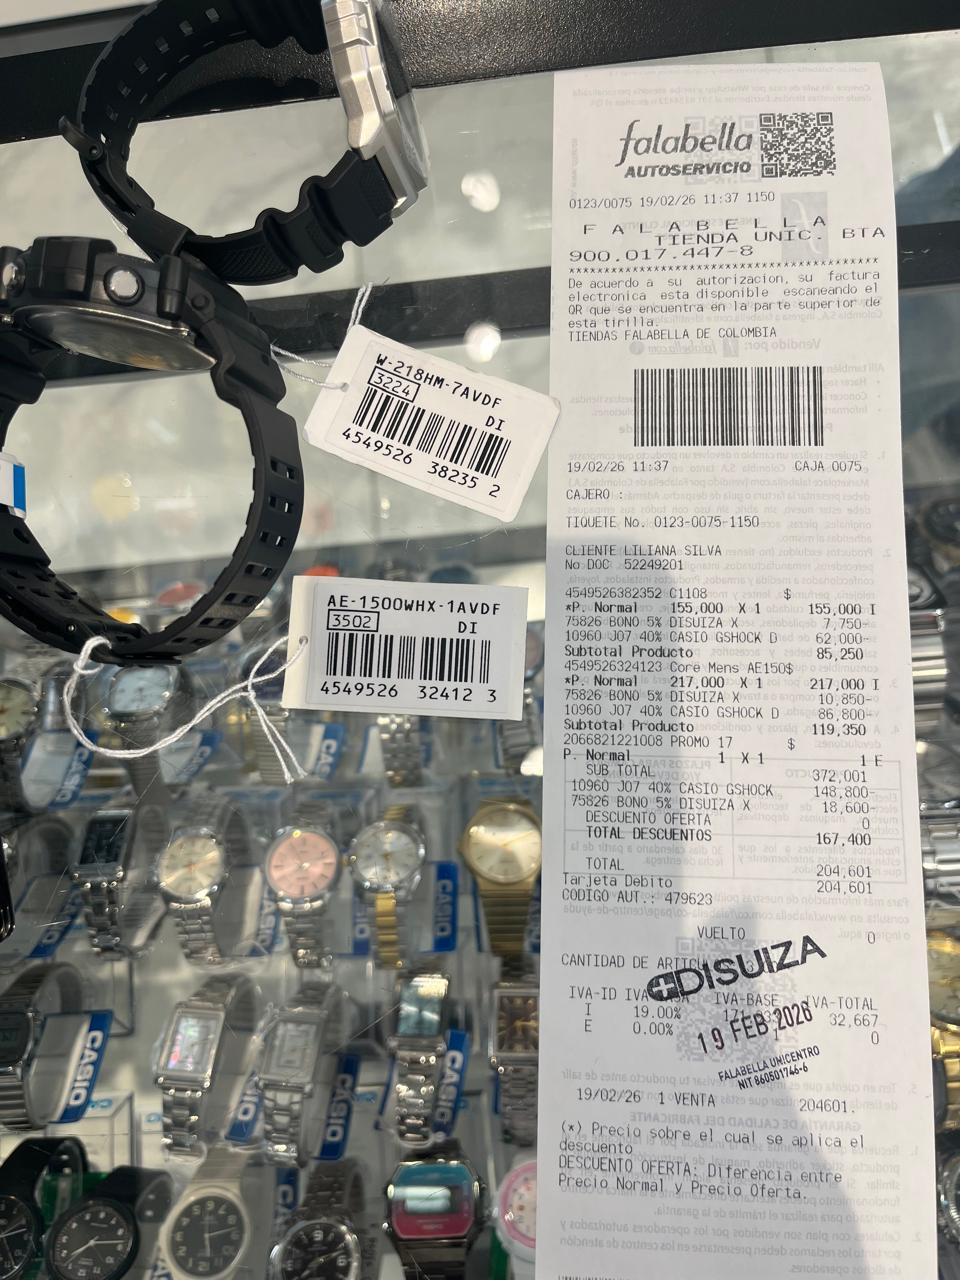 W-218HM-7AVDF
3224
DI
4549526 38235 2
AE-1500WHX-1AVDF
3502
DI
4549526 32412 3
CASIO
CASIO
CASIO
CASIO
CASIO
CASIO
falabella
AUTOSERVICIO
0123/0075 19/02/26 11:37 1150
F A L A B E L L A
TIENDA UNIC. BTA
900.017.447-8
De acuerdo a su autorizacion, su factura
electronica esta disponible escaneando el
QR que se encuentra en la parte superior de
esta tirilla.
TIENDAS FALABELLA DE COLOMBIA
19/02/26 11:37 CAJA 0075
CAJERO :
TIQUETE No. 0123-0075-1150
CLIENTE LILIANA SILVA
No DOC 52249201
4549526382352 C1108 $
*P. Normal 155,000 X 1 155,000 I
75826 BONO 5% DISUIZA X 7,750-
10960 J07 40% CASIO GSHOCK D 62,000-
Subtotal Producto 85,250
4549526324123 Core Mens AE150$
*P. Normal 217,000 X 1 217,000 I
75826 BONO 5% DISUIZA X 10,850-
10960 J07 40% CASIO GSHOCK D 86,800-
Subtotal Producto 119,350
2066821221008 PROMO 17 $
P. Normal 1 X 1 1 E
SUB TOTAL 372,001
10960 J07 40% CASIO GSHOCK 148,800-
75826 BONO 5% DISUIZA X 18,600-
DESCUENTO OFERTA 0
TOTAL DESCUENTOS 167,400
TOTAL 204,601
Tarjeta Debito 204,601
CODIGO AUT.: 479623
VUELTO 0
CANTIDAD DE
DISUIZA
IVA-ID IVA IVA-BASE IVA-TOTAL
I 19.00% 32,667
E 0.00% 0
19 FEB 2026
FALABELLA UNICENTRO
NIT 860501746-6
19/02/26 1 VENTA 204601.
(*) Precio sobre el cual se aplica el
descuento
DESCUENTO OFERTA: Diferencia entre
Precio Normal y Precio Oferta.